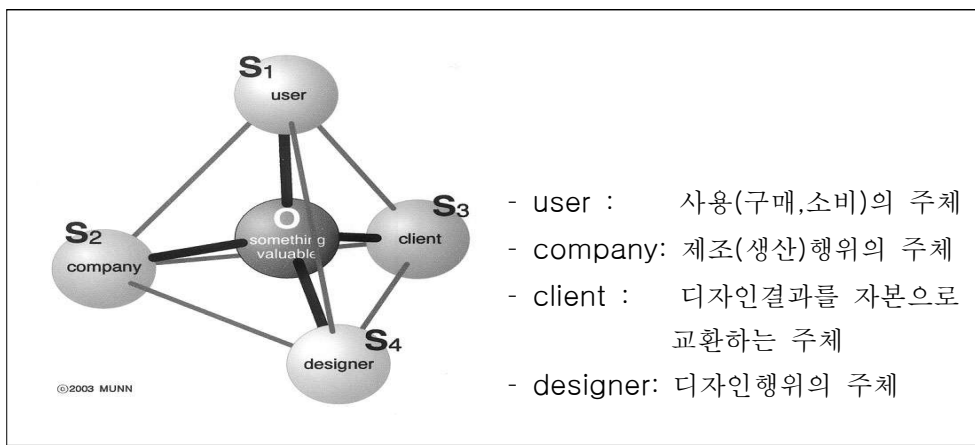 S1
user
S2
company
O
something
valuable
S3
client
S4
designer
©2003 MUNN
- user : 사용(구매,소비)의 주체
- company: 제조(생산)행위의 주체
- client : 디자인결과를 자본으로
교환하는 주체
- designer: 디자인행위의 주체